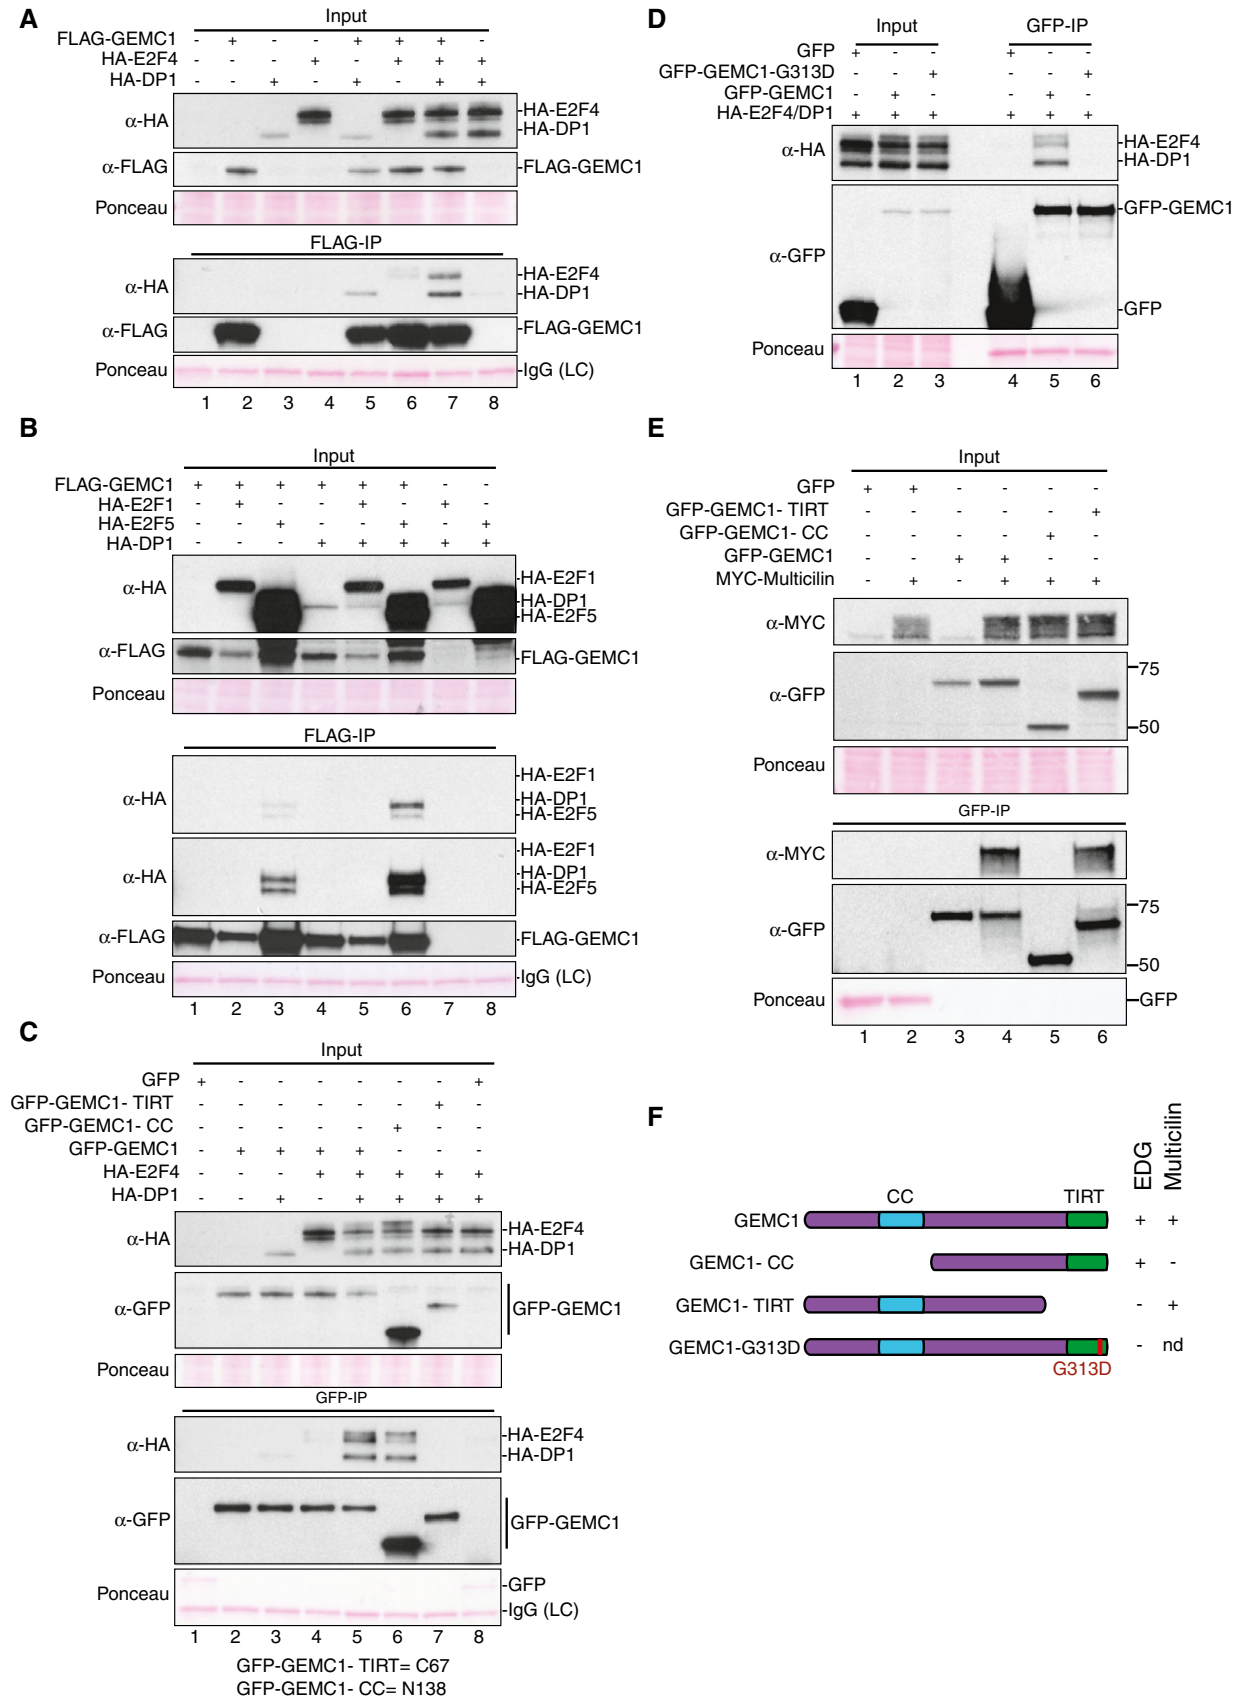 A
Input
FLAG-GEMC1 - + - - + + + -
HA-E2F4 - - - + - + + +
HA-DP1 - - + - + - + +
α-HA
-HA-E2F4
-HA-DP1
α-FLAG
-FLAG-GEMC1
Ponceau
FLAG-IP
α-HA
-HA-E2F4
-HA-DP1
α-FLAG
-FLAG-GEMC1
Ponceau
-IgG (LC)
1 2 3 4 5 6 7 8
B
Input
FLAG-GEMC1 + + + + + + - -
HA-E2F1 - + - - + - + -
HA-E2F5 - - + - - + - +
HA-DP1 - - - + + + + +
α-HA
-HA-E2F1
-HA-DP1
-HA-E2F5
α-FLAG
-FLAG-GEMC1
Ponceau
FLAG-IP
α-HA
-HA-E2F1
-HA-DP1
-HA-E2F5
α-HA
-HA-E2F1
-HA-DP1
-HA-E2F5
α-FLAG
-FLAG-GEMC1
Ponceau
-IgG (LC)
1 2 3 4 5 6 7 8
C
Input
GFP + - - - - - - +
GFP-GEMC1- TIRT - - - - - - + -
GFP-GEMC1- CC - - - - - + - -
GFP-GEMC1 - + + + + - - -
HA-E2F4 - - - + + + + +
HA-DP1 - - + - + + + +
α-HA
-HA-E2F4
-HA-DP1
α-GFP
GFP-GEMC1
Ponceau
GFP-IP
α-HA
-HA-E2F4
-HA-DP1
α-GFP
GFP-GEMC1
Ponceau
-GFP
-IgG (LC)
1 2 3 4 5 6 7 8
GFP-GEMC1- TIRT= C67
GFP-GEMC1- CC= N138
D
Input GFP-IP
GFP + - - + - -
GFP-GEMC1-G313D - - + - - +
GFP-GEMC1 - + - - + -
HA-E2F4/DP1 + + + + + +
α-HA
-HA-E2F4
-HA-DP1
α-GFP
-GFP-GEMC1
-GFP
Ponceau
1 2 3 4 5 6
E
Input
GFP + + - - - -
GFP-GEMC1- TIRT - - - - - +
GFP-GEMC1- CC - - - - + -
GFP-GEMC1 - - + + - -
MYC-Multicilin - + - + + +
α-MYC
α-GFP
75
50
Ponceau
GFP-IP
α-MYC
α-GFP
75
50
Ponceau
GFP
1 2 3 4 5 6
F
EDG Multicilin
CC TIRT
GEMC1 + +
GEMC1- CC + -
GEMC1- TIRT - +
GEMC1-G313D - nd
G313D